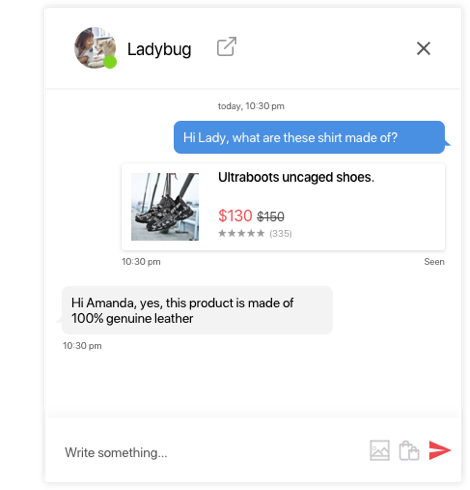 Ladybug
today, 10:30 pm
Hi Lady, what are these shirt made of?
Ultraboots uncaged shoes.
$130 $150
★★★★★ (335)
10:30 pm
Seen
Hi Amanda, yes, this product is made of
100% genuine leather
10:30 pm
Write something...